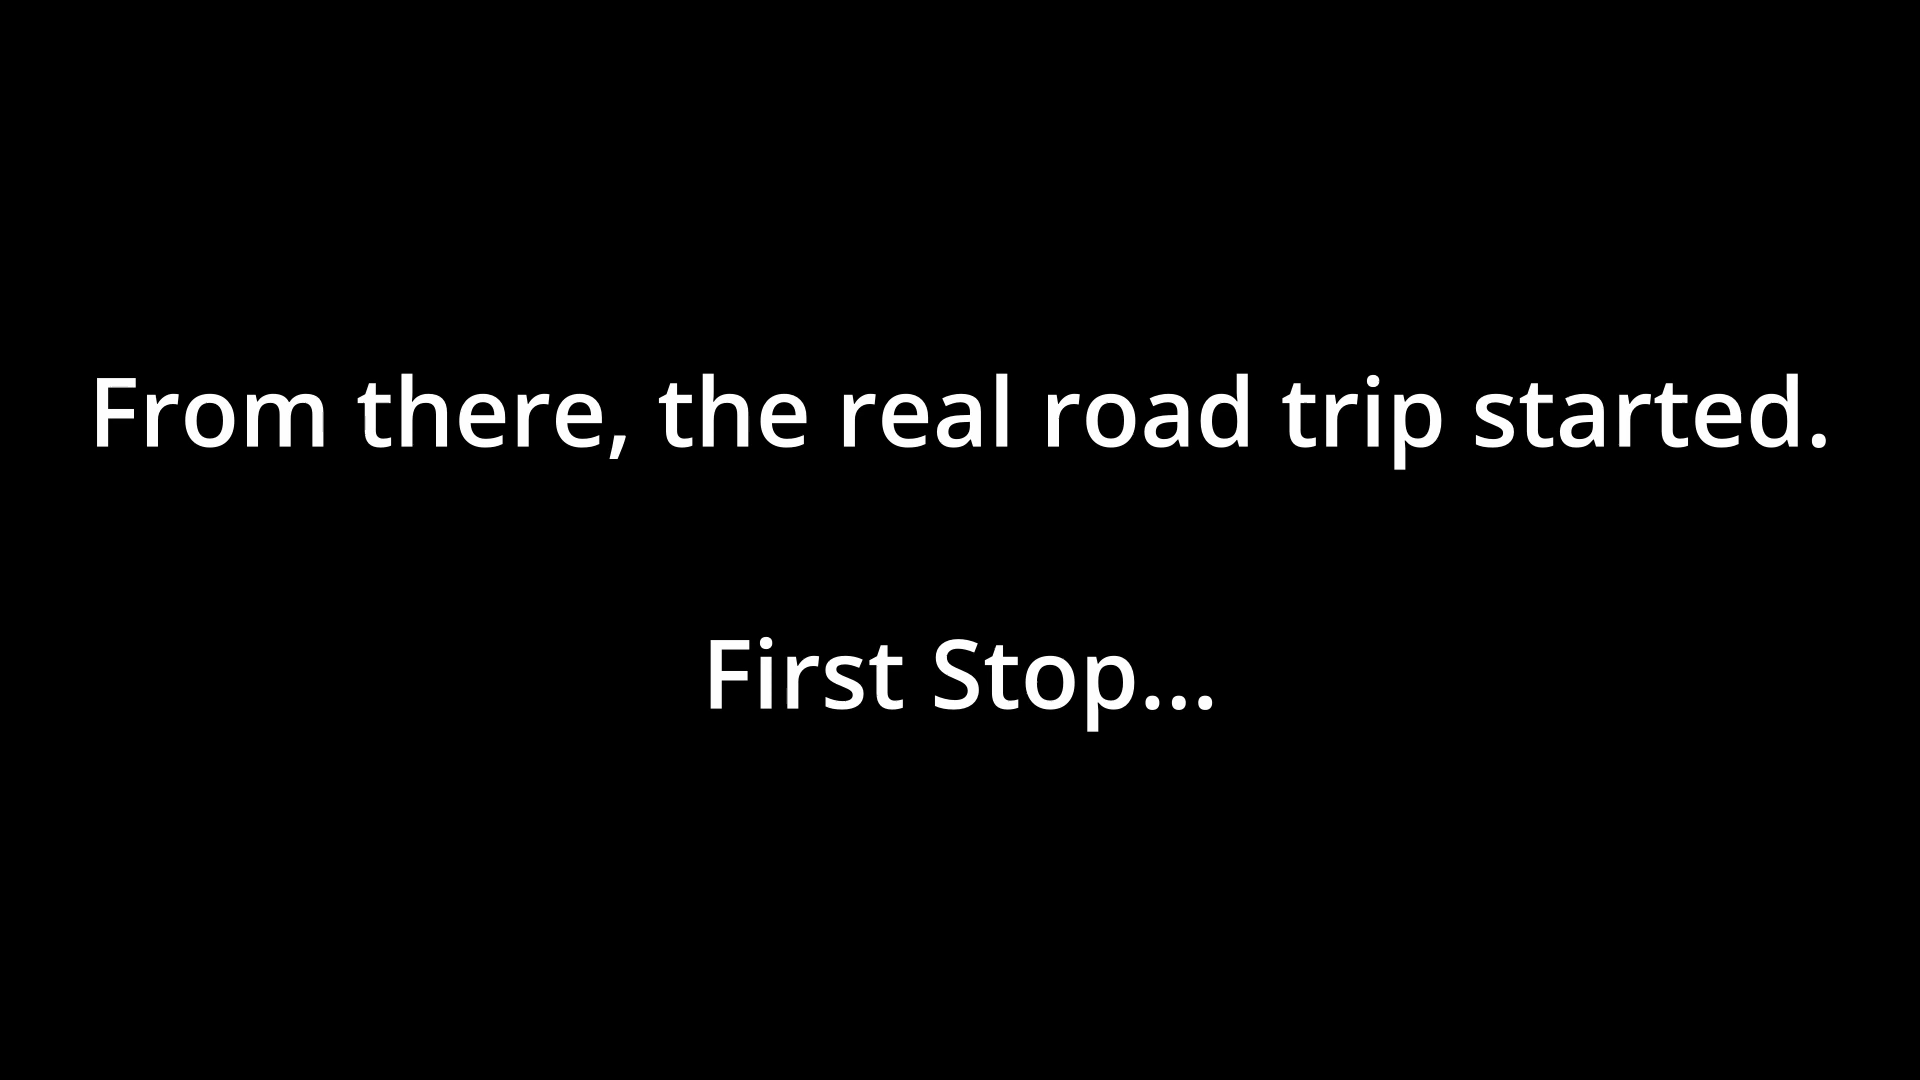 From there, the real road trip started.
First Stop...